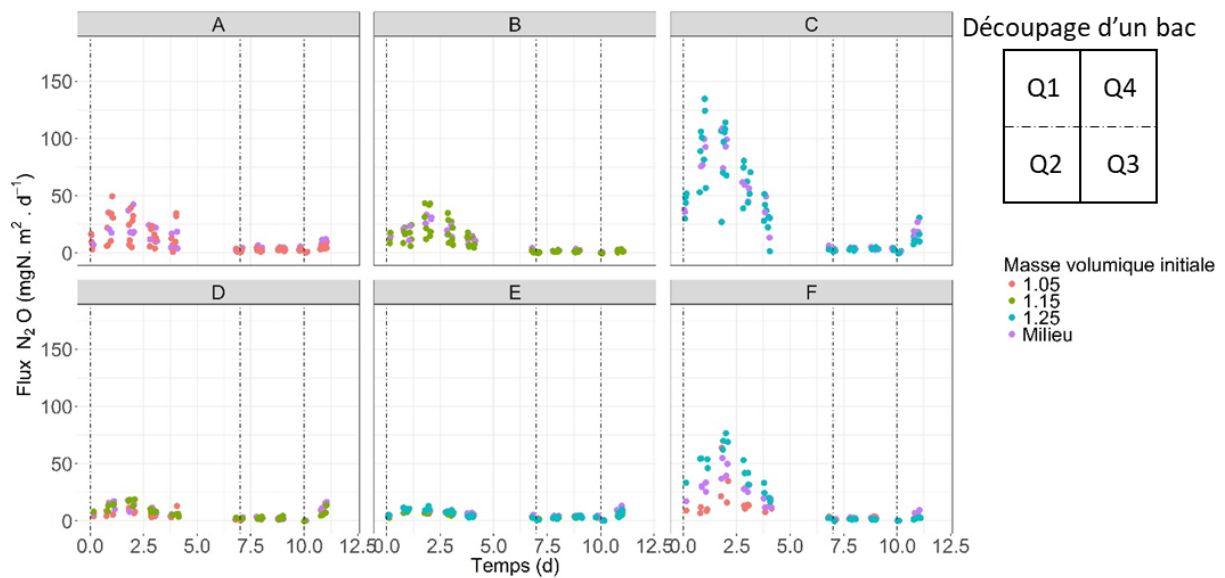 A
B
C
Découpage d'un bac
Q1
Q4
Q2
Q3
150
100
50
0
D
E
F
150
100
50
0
Flux N₂O (mgN. m². d⁻¹)
0.0
2.5
5.0
7.5
10.0
12.5
0.0
2.5
5.0
7.5
10.0
12.5
0.0
2.5
5.0
7.5
10.0
12.5
Temps (d)
Masse volumique initiale
1.05
1.15
1.25
Milieu